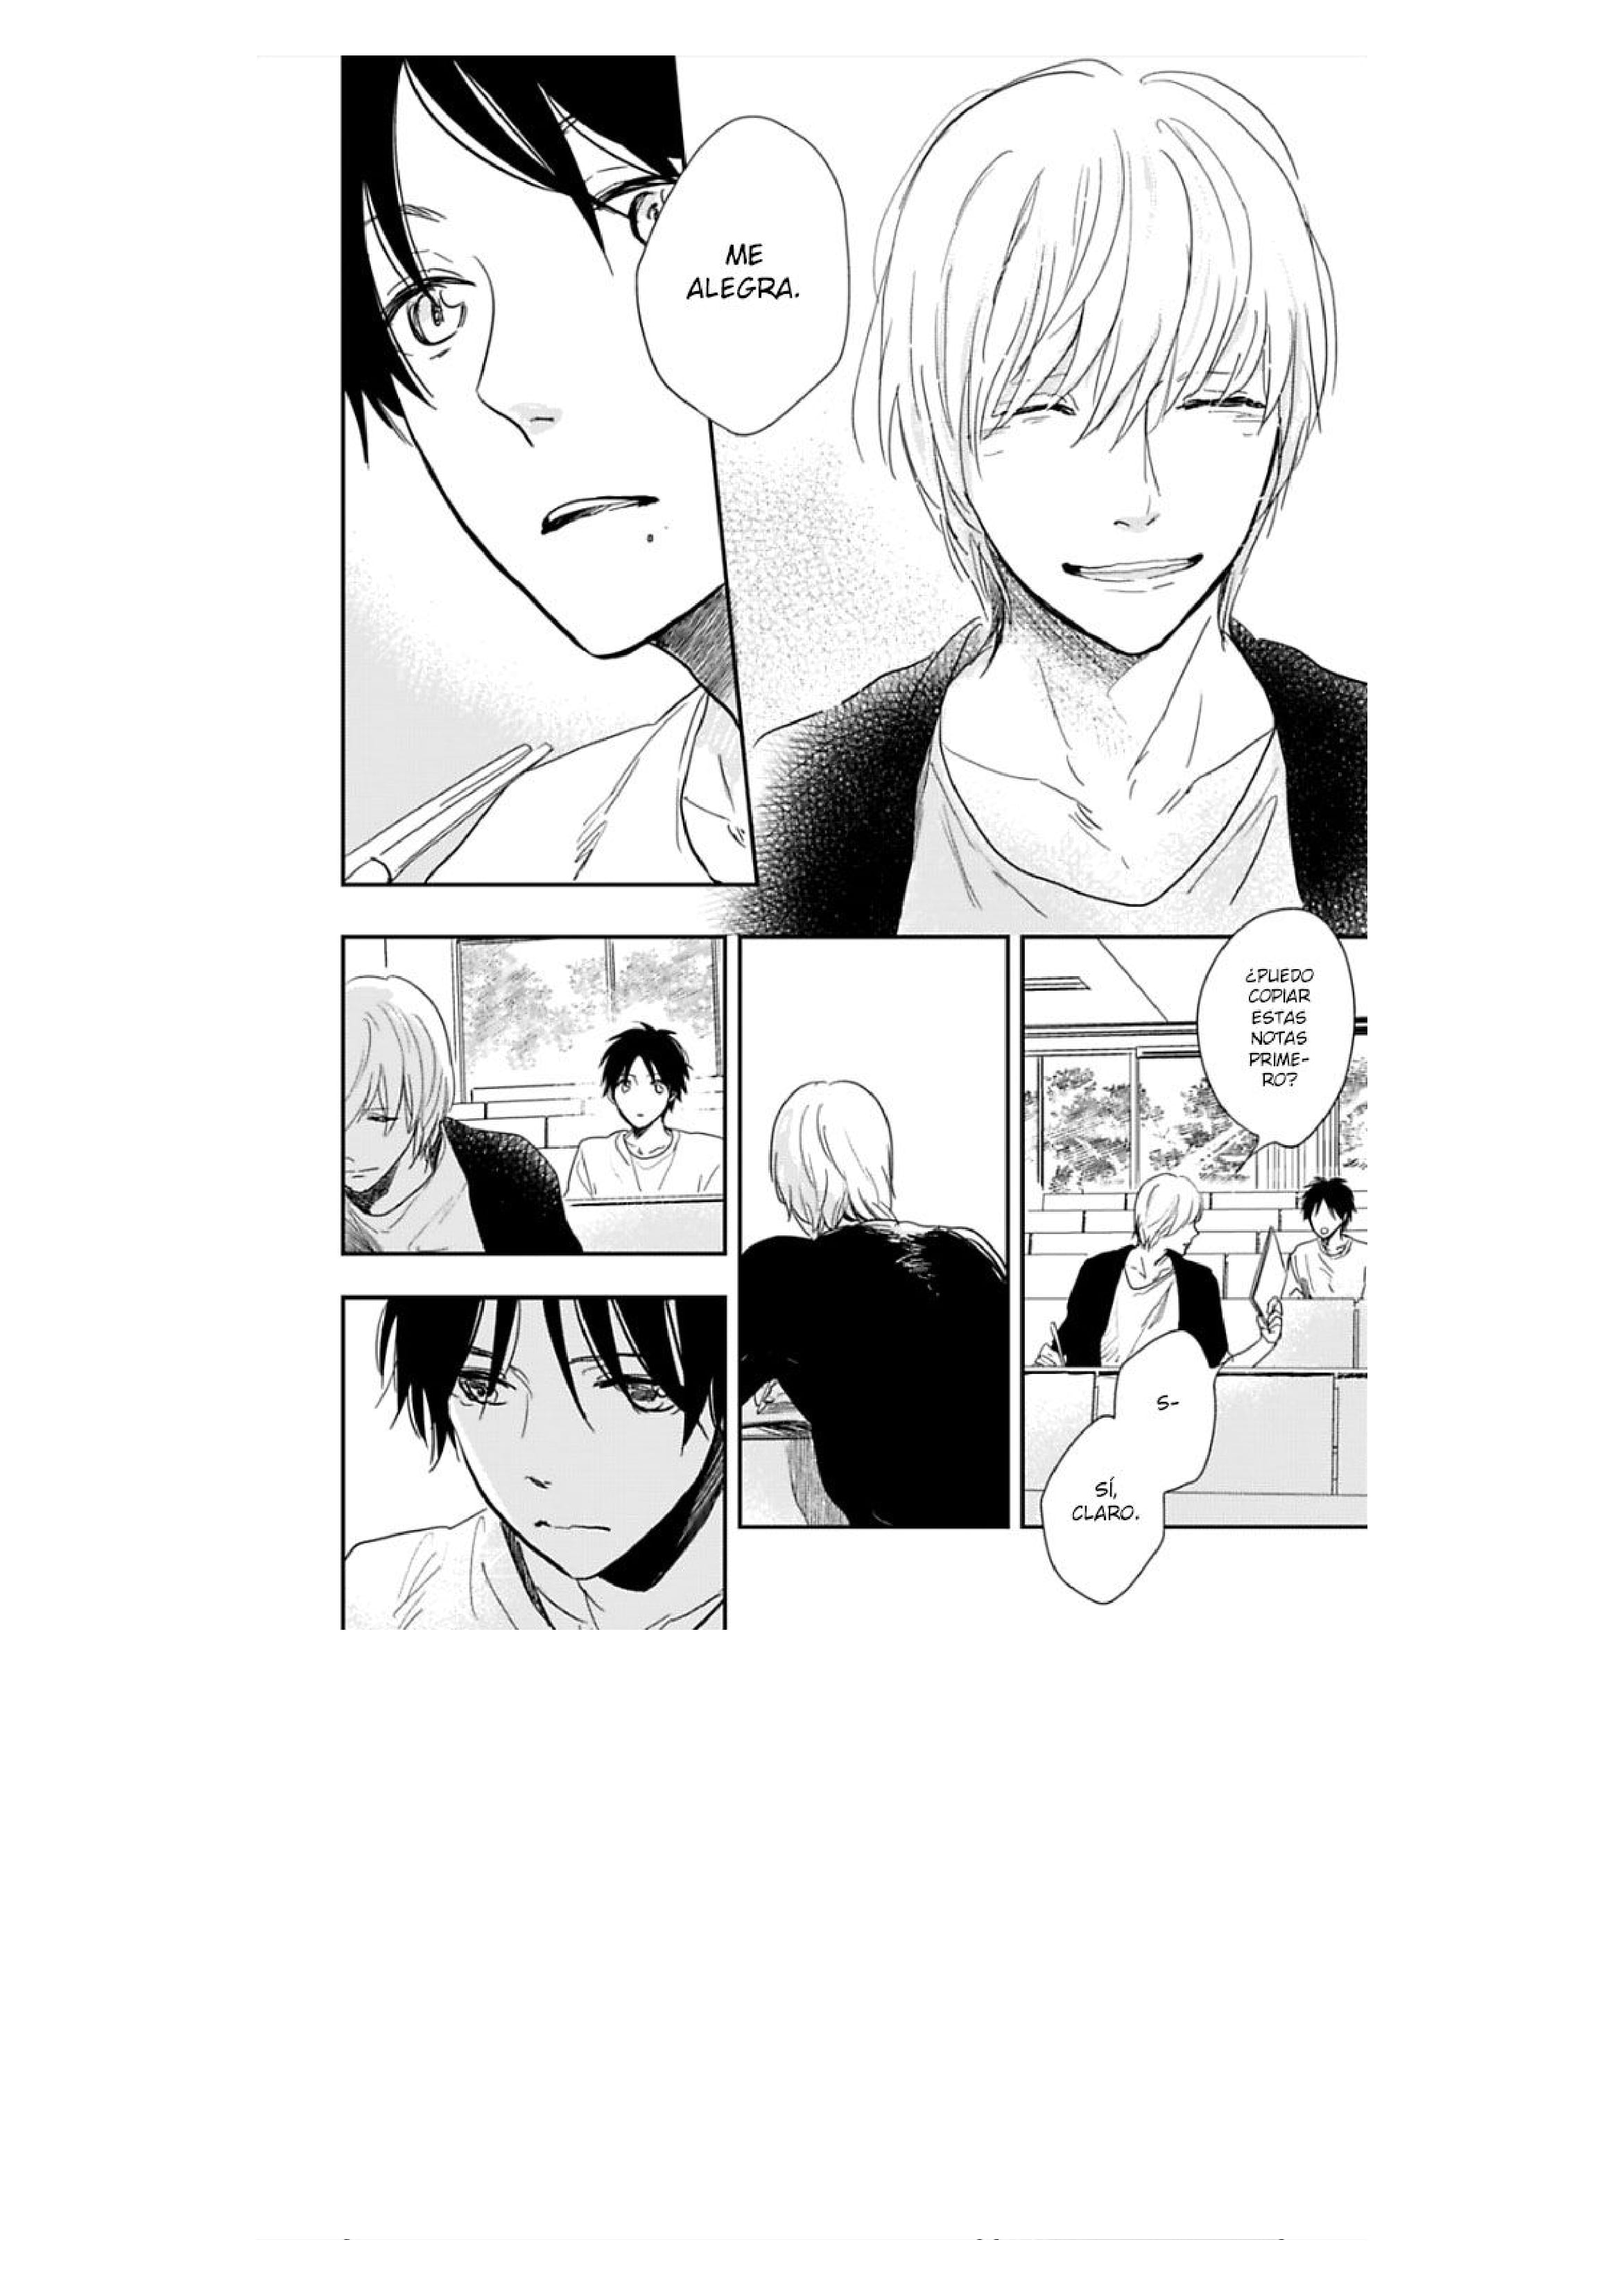 ME
ALEGRA.
¿PUEDO
COPIAR
ESTAS
NOTAS
PRIME-
RO?
S-
SÍ,
CLARO.